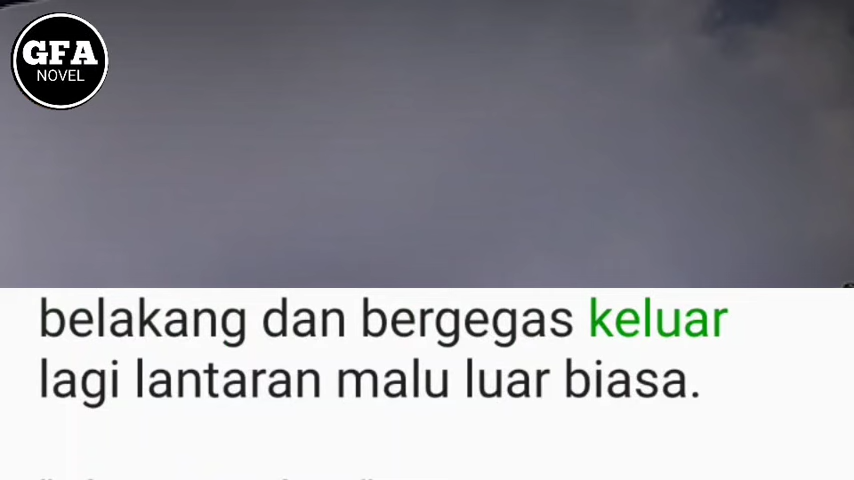 GFA
NOVEL
belakang dan bergegas keluar
lagi lantaran malu luar biasa.